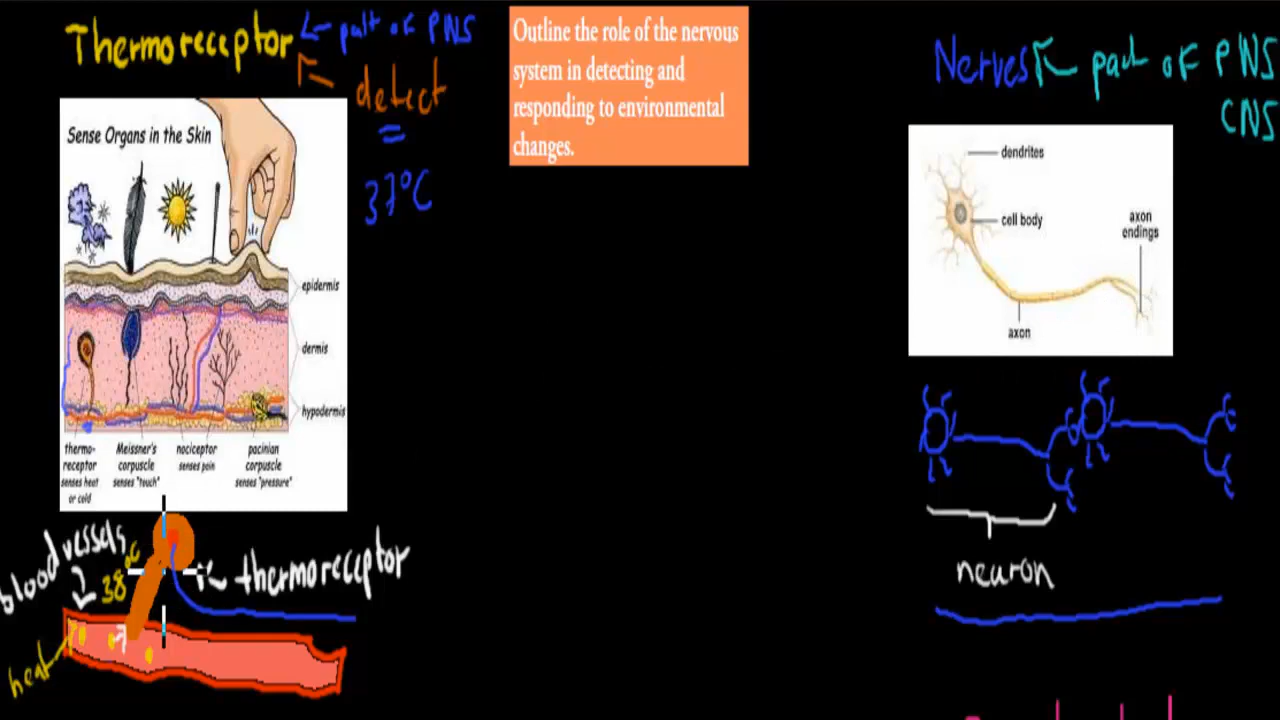 Thermoreceptor
← part of PNS
detect
37°C
Sense Organs in the Skin
epidermis
dermis
hypodermis
thermo-
receptor
senses heat
or cold
Meissner's
corpuscle
senses "touch"
nociceptor
senses pain
pacinian
corpuscle
senses "pressure"
blood vessels
38°C
thermoreceptor
heat
Outline the role of the nervous
system in detecting and
responding to environmental
changes.
Nerves
part of PNS
CNS
dendrites
cell body
axon
endings
axon
neuron